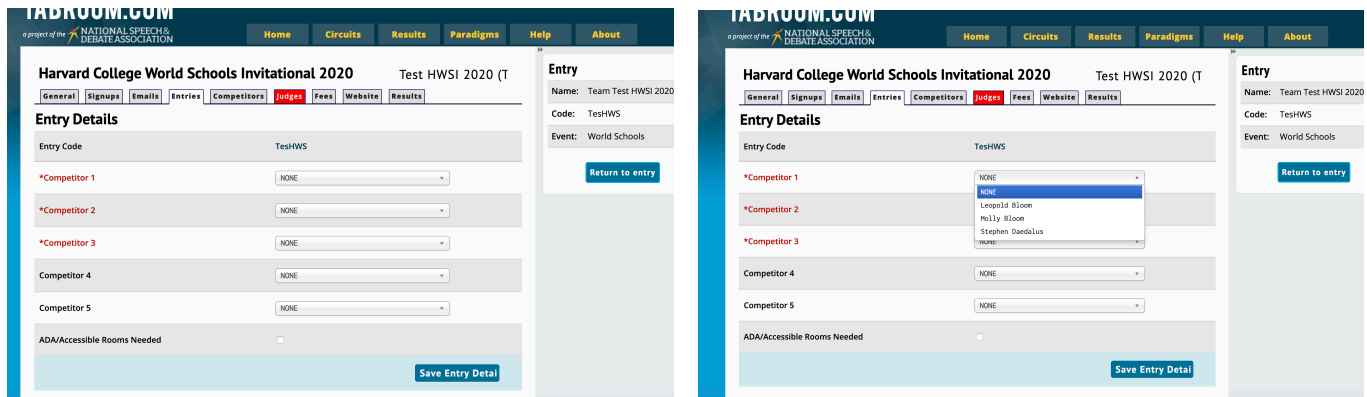 TABROOM.COM
a project of the NATIONAL SPEECH & DEBATE ASSOCIATION
Home Circuits Results Paradigms Help About
Harvard College World Schools Invitational 2020 Test HWSI 2020 (T
General Signups Emails Entries Competitors Judges Fees Website Results
Entry Details
Entry Code TesHWS
*Competitor 1 NONE
*Competitor 2 NONE
*Competitor 3 NONE
Competitor 4 NONE
Competitor 5 NONE
ADA/Accessible Rooms Needed
Save Entry Detai
Entry
Name: Team Test HWSI 2020
Code: TesHWS
Event: World Schools
Return to entry
TABROOM.COM
a project of the NATIONAL SPEECH & DEBATE ASSOCIATION
Home Circuits Results Paradigms Help About
Harvard College World Schools Invitational 2020 Test HWSI 2020 (T
General Signups Emails Entries Competitors Judges Fees Website Results
Entry Details
Entry Code TesHWS
*Competitor 1 NONE
NONE
Leopold Bloom
Molly Bloom
Stephen Daedalus
*Competitor 2
*Competitor 3 NONE
Competitor 4 NONE
Competitor 5 NONE
ADA/Accessible Rooms Needed
Save Entry Detai
Entry
Name: Team Test HWSI 2020
Code: TesHWS
Event: World Schools
Return to entry